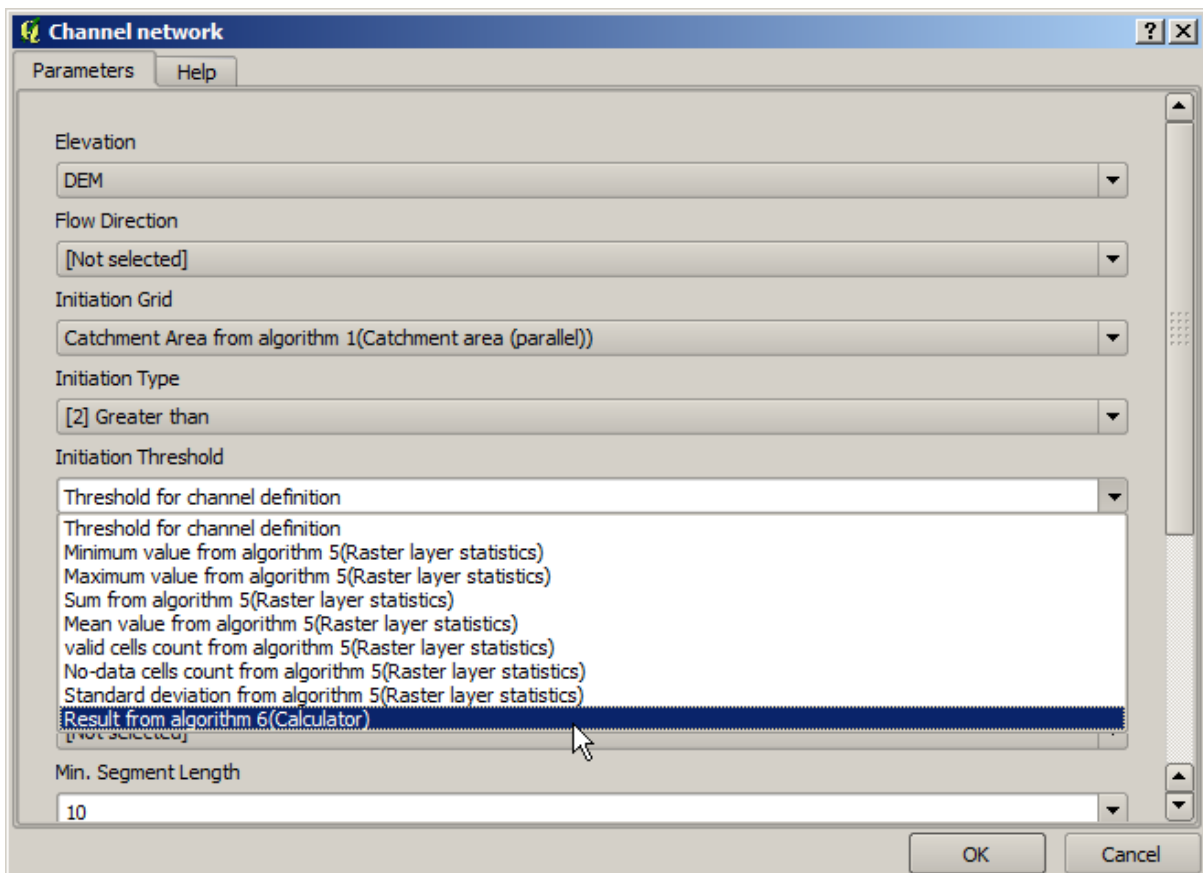 Channel network
Parameters Help
Elevation
DEM
Flow Direction
[Not selected]
Initiation Grid
Catchment Area from algorithm 1(Catchment area (parallel))
Initiation Type
[2] Greater than
Initiation Threshold
Threshold for channel definition
Threshold for channel definition
Minimum value from algorithm 5(Raster layer statistics)
Maximum value from algorithm 5(Raster layer statistics)
Sum from algorithm 5(Raster layer statistics)
Mean value from algorithm 5(Raster layer statistics)
valid cells count from algorithm 5(Raster layer statistics)
No-data cells count from algorithm 5(Raster layer statistics)
Standard deviation from algorithm 5(Raster layer statistics)
Result from algorithm 6(Calculator)
[Not selected]
Min. Segment Length
10
OK Cancel